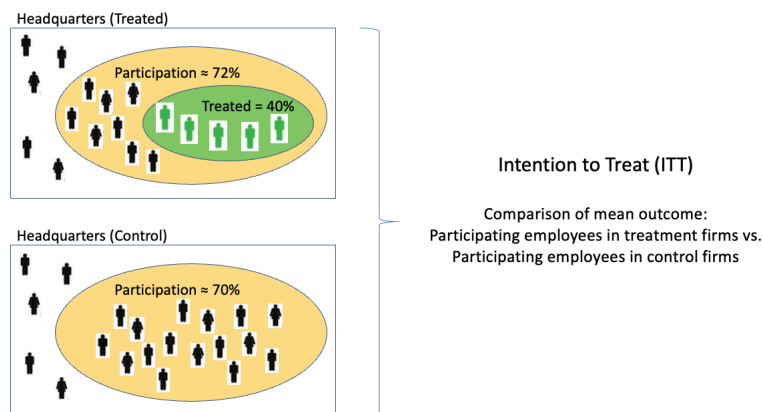 Headquarters (Treated)
Participation ≈ 72%
Treated = 40%
Headquarters (Control)
Participation ≈ 70%
Intention to Treat (ITT)
Comparison of mean outcome:
Participating employees in treatment firms vs.
Participating employees in control firms